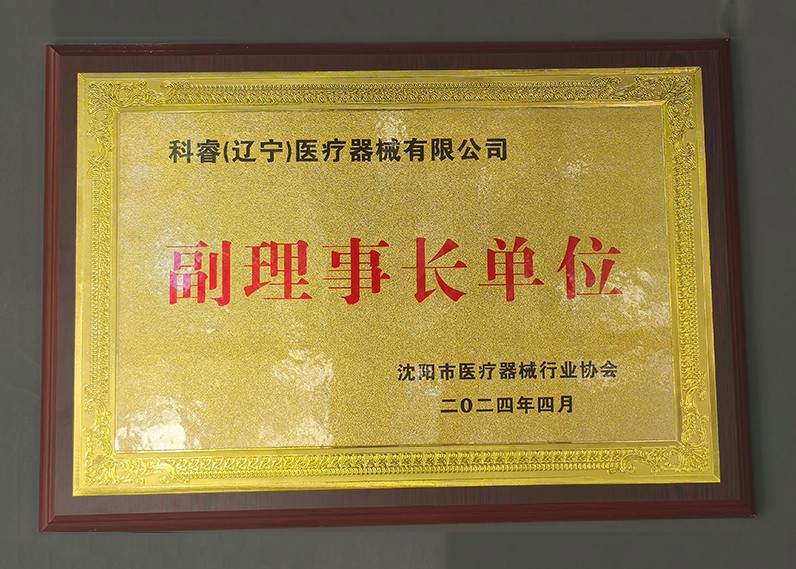 科睿(辽宁)医疗器械有限公司
副理事长单位
沈阳市医疗器械行业协会
二0二四年四月